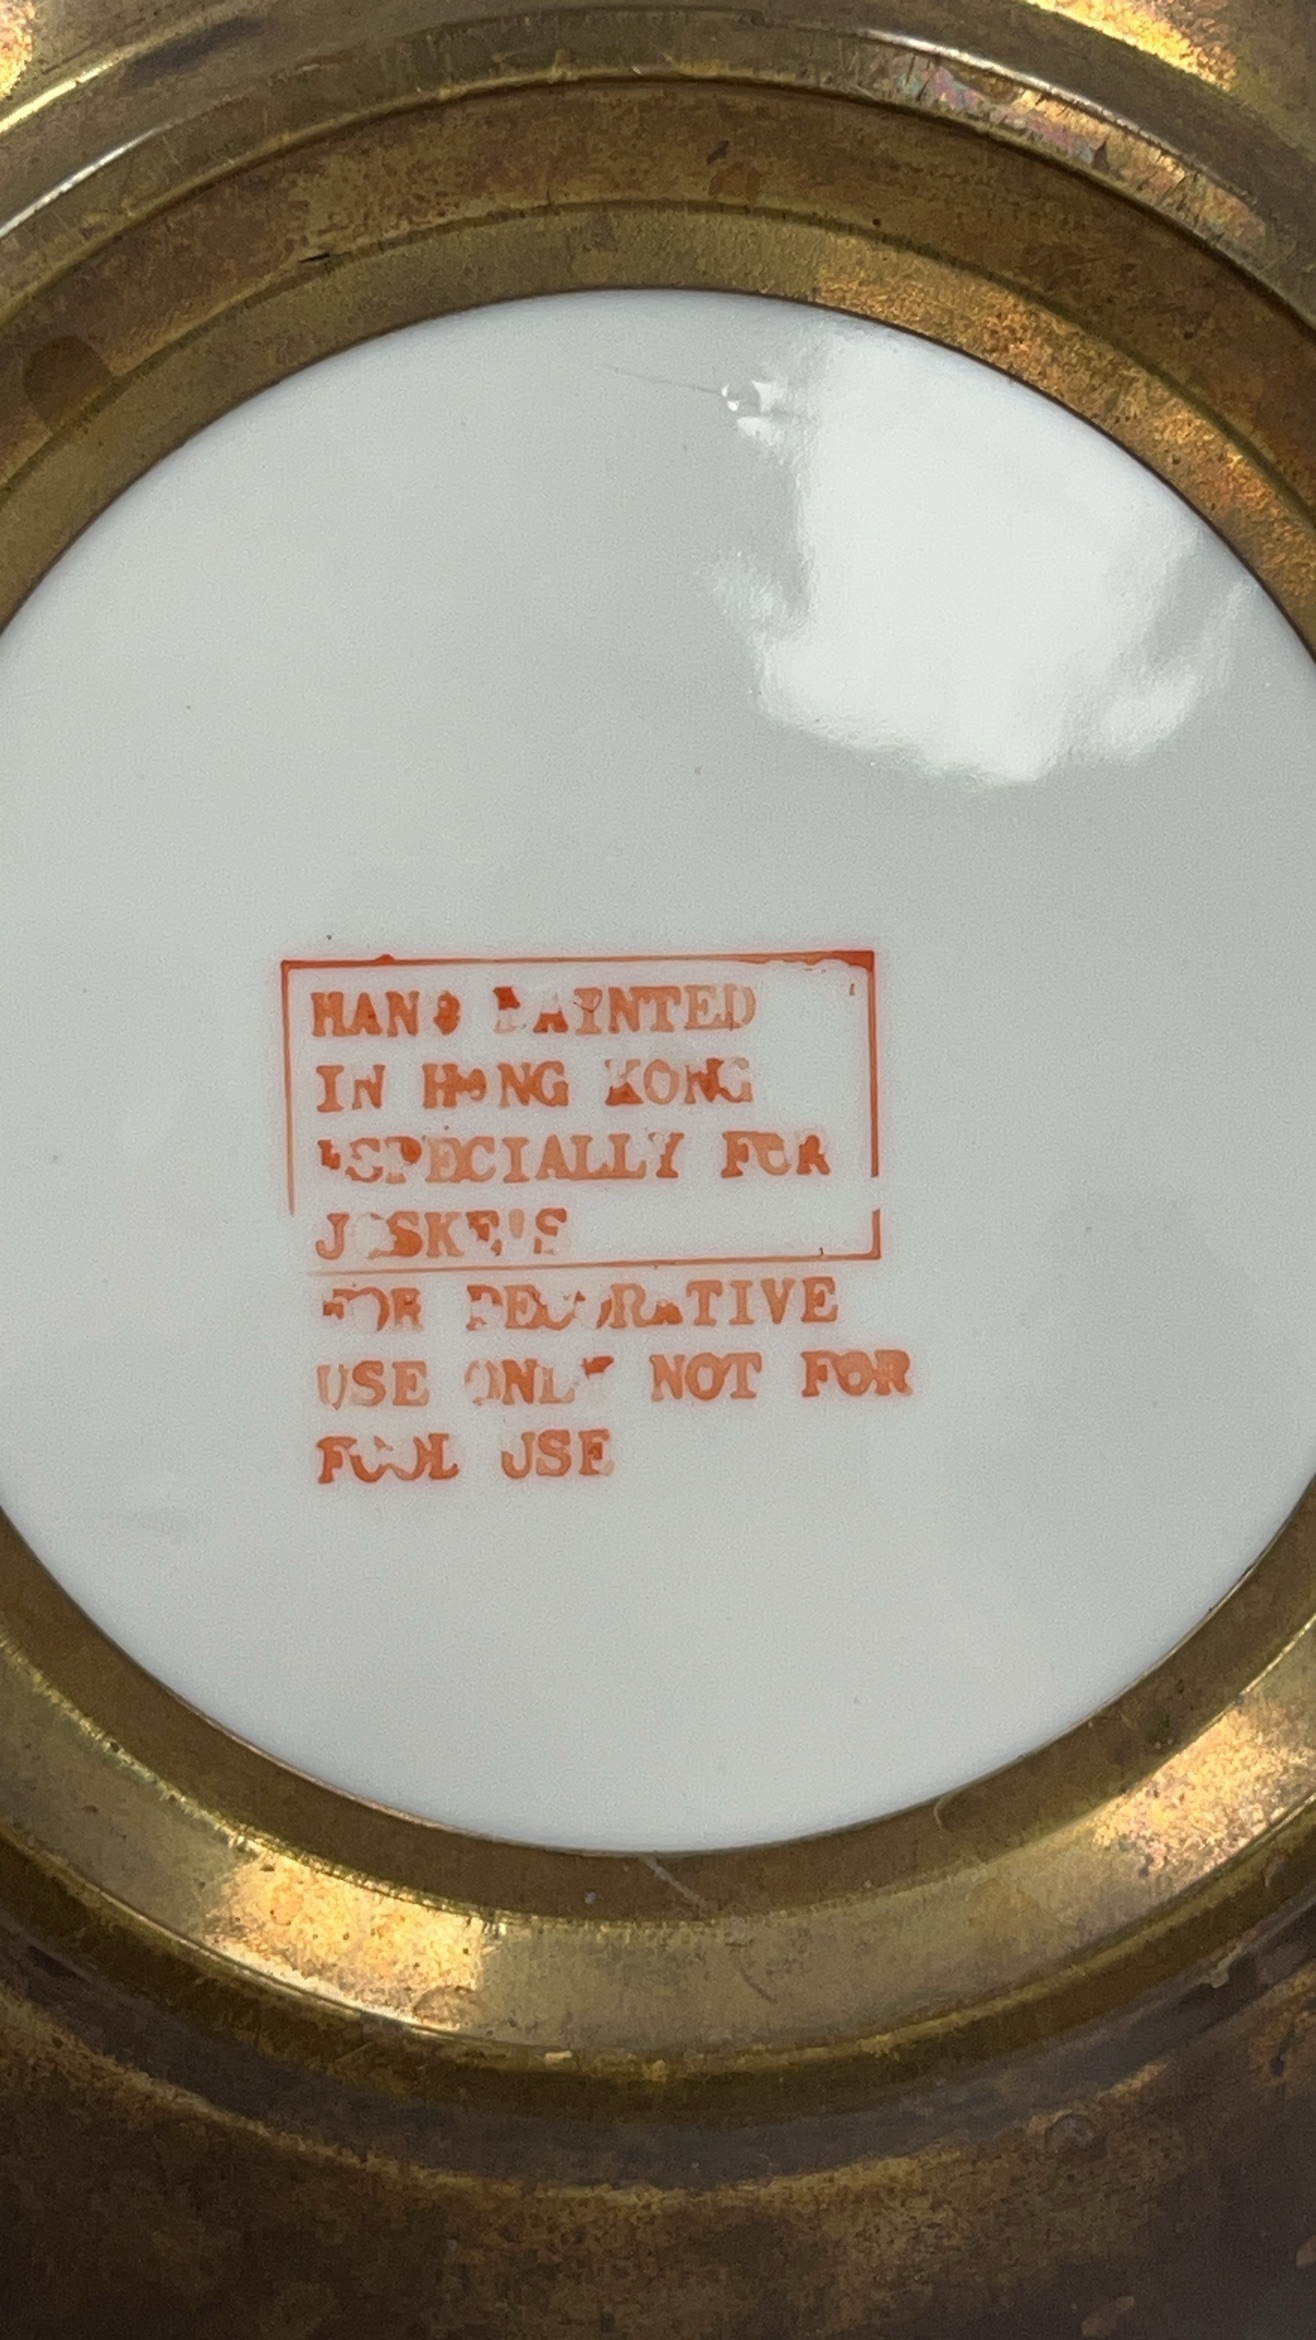 HAND PAINTED
IN HONG KONG
ESPECIALLY FOR
JOSKE'S
FOR DECORATIVE
USE ONLY NOT FOR
FOOD USE